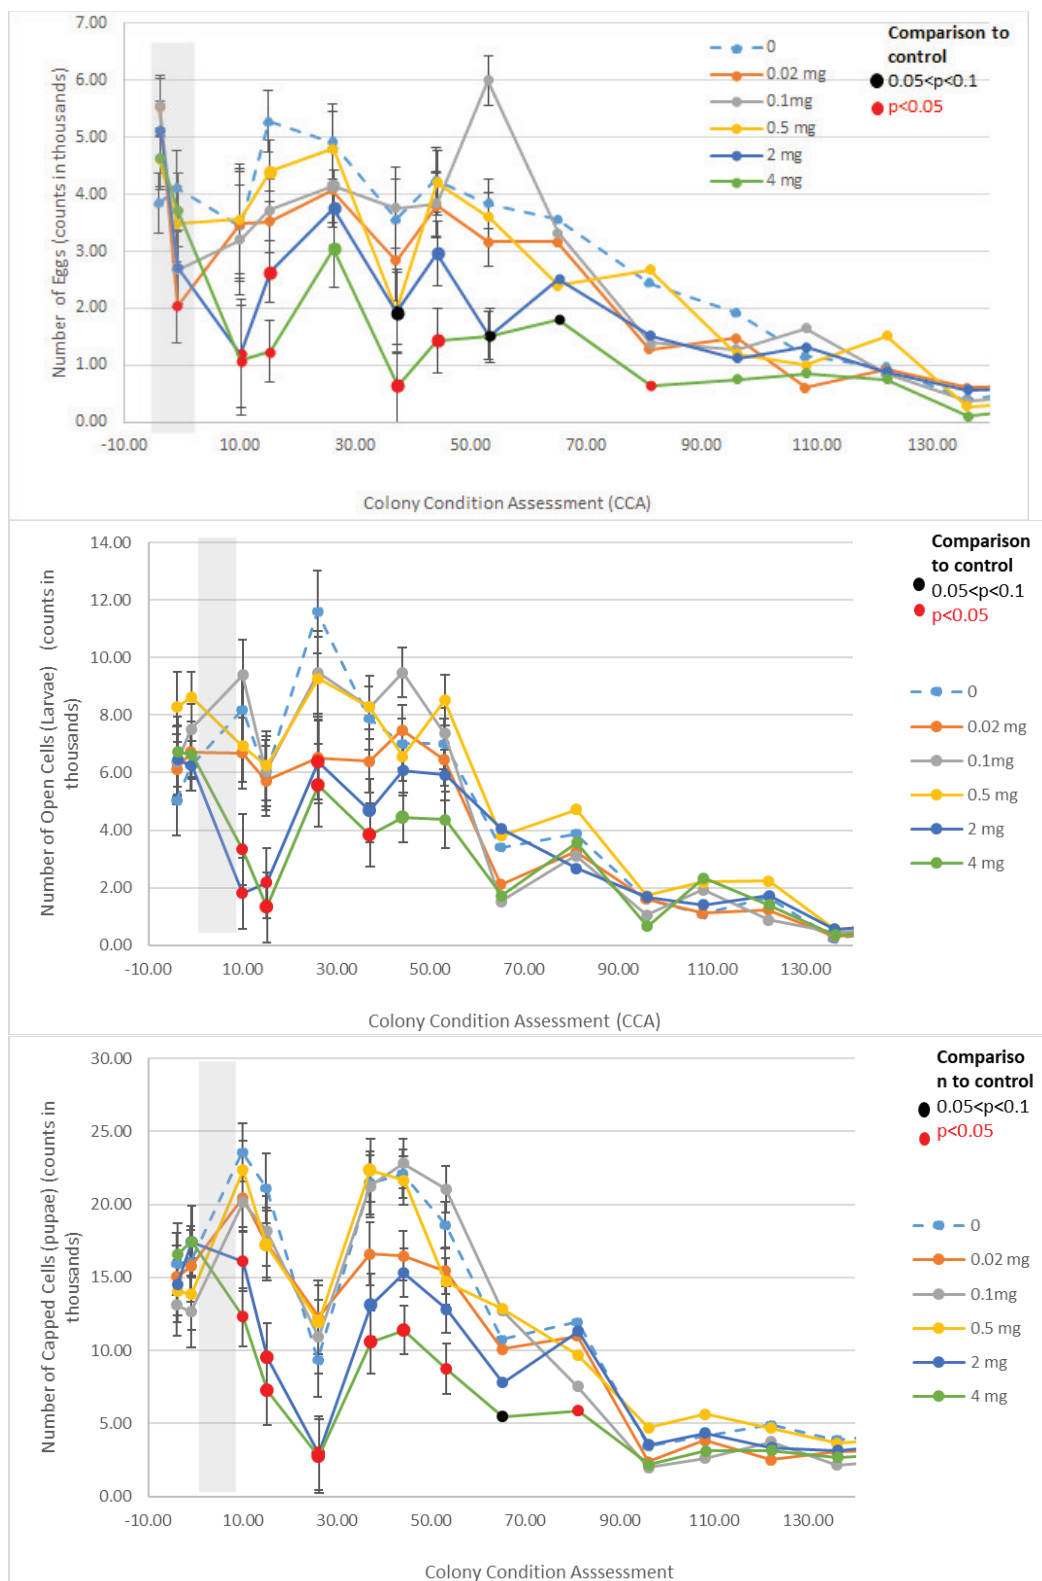 7.00
6.00
5.00
4.00
3.00
2.00
1.00
0.00
Number of Eggs (counts in thousands)
-10.00 10.00 30.00 50.00 70.00 90.00 110.00 130.00
Colony Condition Assessment (CCA)
0
0.02 mg
0.1mg
0.5 mg
2 mg
4 mg
Comparison to
control
0.05<p<0.1
p<0.05
14.00
12.00
10.00
8.00
6.00
4.00
2.00
0.00
Number of Open Cells (Larvae) (counts in
thousands)
-10.00 10.00 30.00 50.00 70.00 90.00 110.00 130.00
Colony Condition Assessment (CCA)
Comparison
to control
0.05<p<0.1
p<0.05
0
0.02 mg
0.1mg
0.5 mg
2 mg
4 mg
30.00
25.00
20.00
15.00
10.00
5.00
0.00
Number of Capped Cells (pupae) (counts in
thousands)
-10.00 10.00 30.00 50.00 70.00 90.00 110.00 130.00
Colony Condition Asssessment
Compariso
n to control
0.05<p<0.1
p<0.05
0
0.02 mg
0.1mg
0.5 mg
2 mg
4 mg